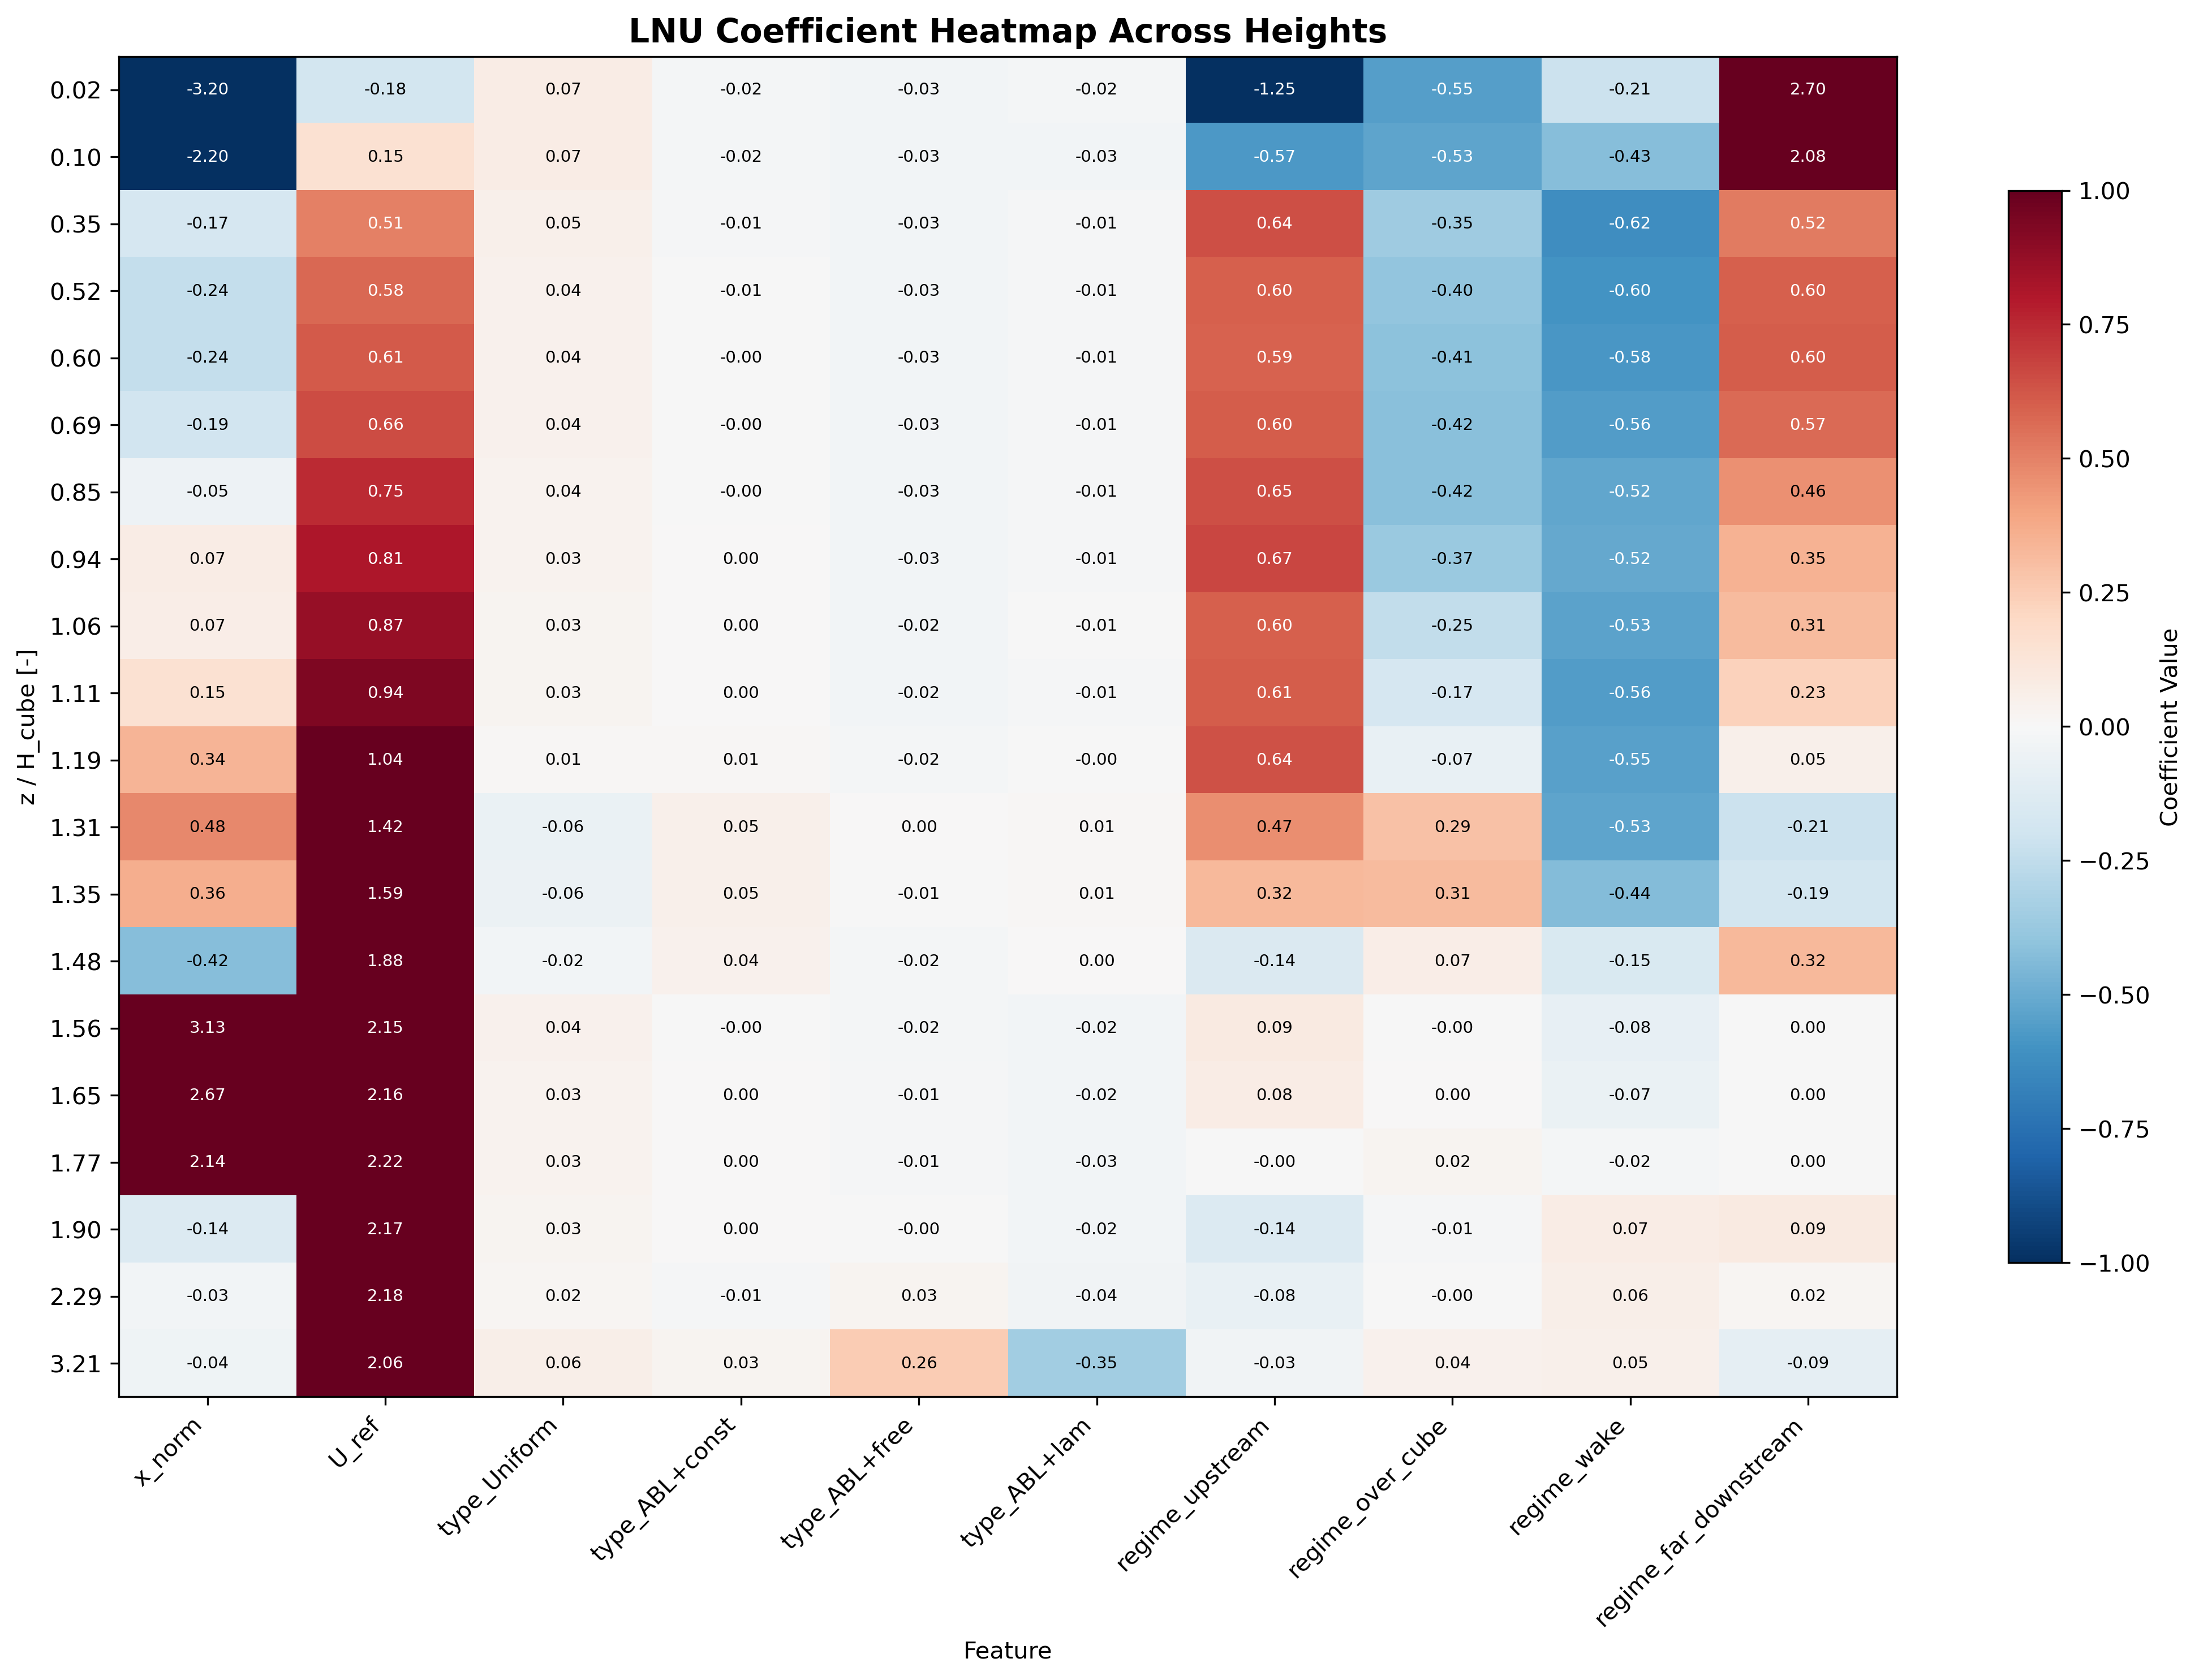 LNU Coefficient Heatmap Across Heights
0.02 -3.20 -0.18 0.07 -0.02 -0.03 -0.02 -1.25 -0.55 -0.21 2.70
0.10 -2.20 0.15 0.07 -0.02 -0.03 -0.03 -0.57 -0.53 -0.43 2.08
0.35 -0.17 0.51 0.05 -0.01 -0.03 -0.01 0.64 -0.35 -0.62 0.52
0.52 -0.24 0.58 0.04 -0.01 -0.03 -0.01 0.60 -0.40 -0.60 0.60
0.60 -0.24 0.61 0.04 -0.00 -0.03 -0.01 0.59 -0.41 -0.58 0.60
0.69 -0.19 0.66 0.04 -0.00 -0.03 -0.01 0.60 -0.42 -0.56 0.57
0.85 -0.05 0.75 0.04 -0.00 -0.03 -0.01 0.65 -0.42 -0.52 0.46
0.94 0.07 0.81 0.03 0.00 -0.03 -0.01 0.67 -0.37 -0.52 0.35
1.06 0.07 0.87 0.03 0.00 -0.02 -0.01 0.60 -0.25 -0.53 0.31
1.11 0.15 0.94 0.03 0.00 -0.02 -0.01 0.61 -0.17 -0.56 0.23
1.19 0.34 1.04 0.01 0.01 -0.02 -0.00 0.64 -0.07 -0.55 0.05
1.31 0.48 1.42 -0.06 0.05 0.00 0.01 0.47 0.29 -0.53 -0.21
1.35 0.36 1.59 -0.06 0.05 -0.01 0.01 0.32 0.31 -0.44 -0.19
1.48 -0.42 1.88 -0.02 0.04 -0.02 0.00 -0.14 0.07 -0.15 0.32
1.56 3.13 2.15 0.04 -0.00 -0.02 -0.02 0.09 -0.00 -0.08 0.00
1.65 2.67 2.16 0.03 0.00 -0.01 -0.02 0.08 0.00 -0.07 0.00
1.77 2.14 2.22 0.03 0.00 -0.01 -0.03 -0.00 0.02 -0.02 0.00
1.90 -0.14 2.17 0.03 0.00 -0.00 -0.02 -0.14 -0.01 0.07 0.09
2.29 -0.03 2.18 0.02 -0.01 0.03 -0.04 -0.08 -0.00 0.06 0.02
3.21 -0.04 2.06 0.06 0.03 0.26 -0.35 -0.03 0.04 0.05 -0.09
z / H_cube [-]
x_norm
U_ref
type_Uniform
type_ABL+const
type_ABL+free
type_ABL+lam
regime_upstream
regime_over_cube
regime_wake
regime_far_downstream
Feature
1.00
0.75
0.50
0.25
0.00
−0.25
−0.50
−0.75
−1.00
Coefficient Value